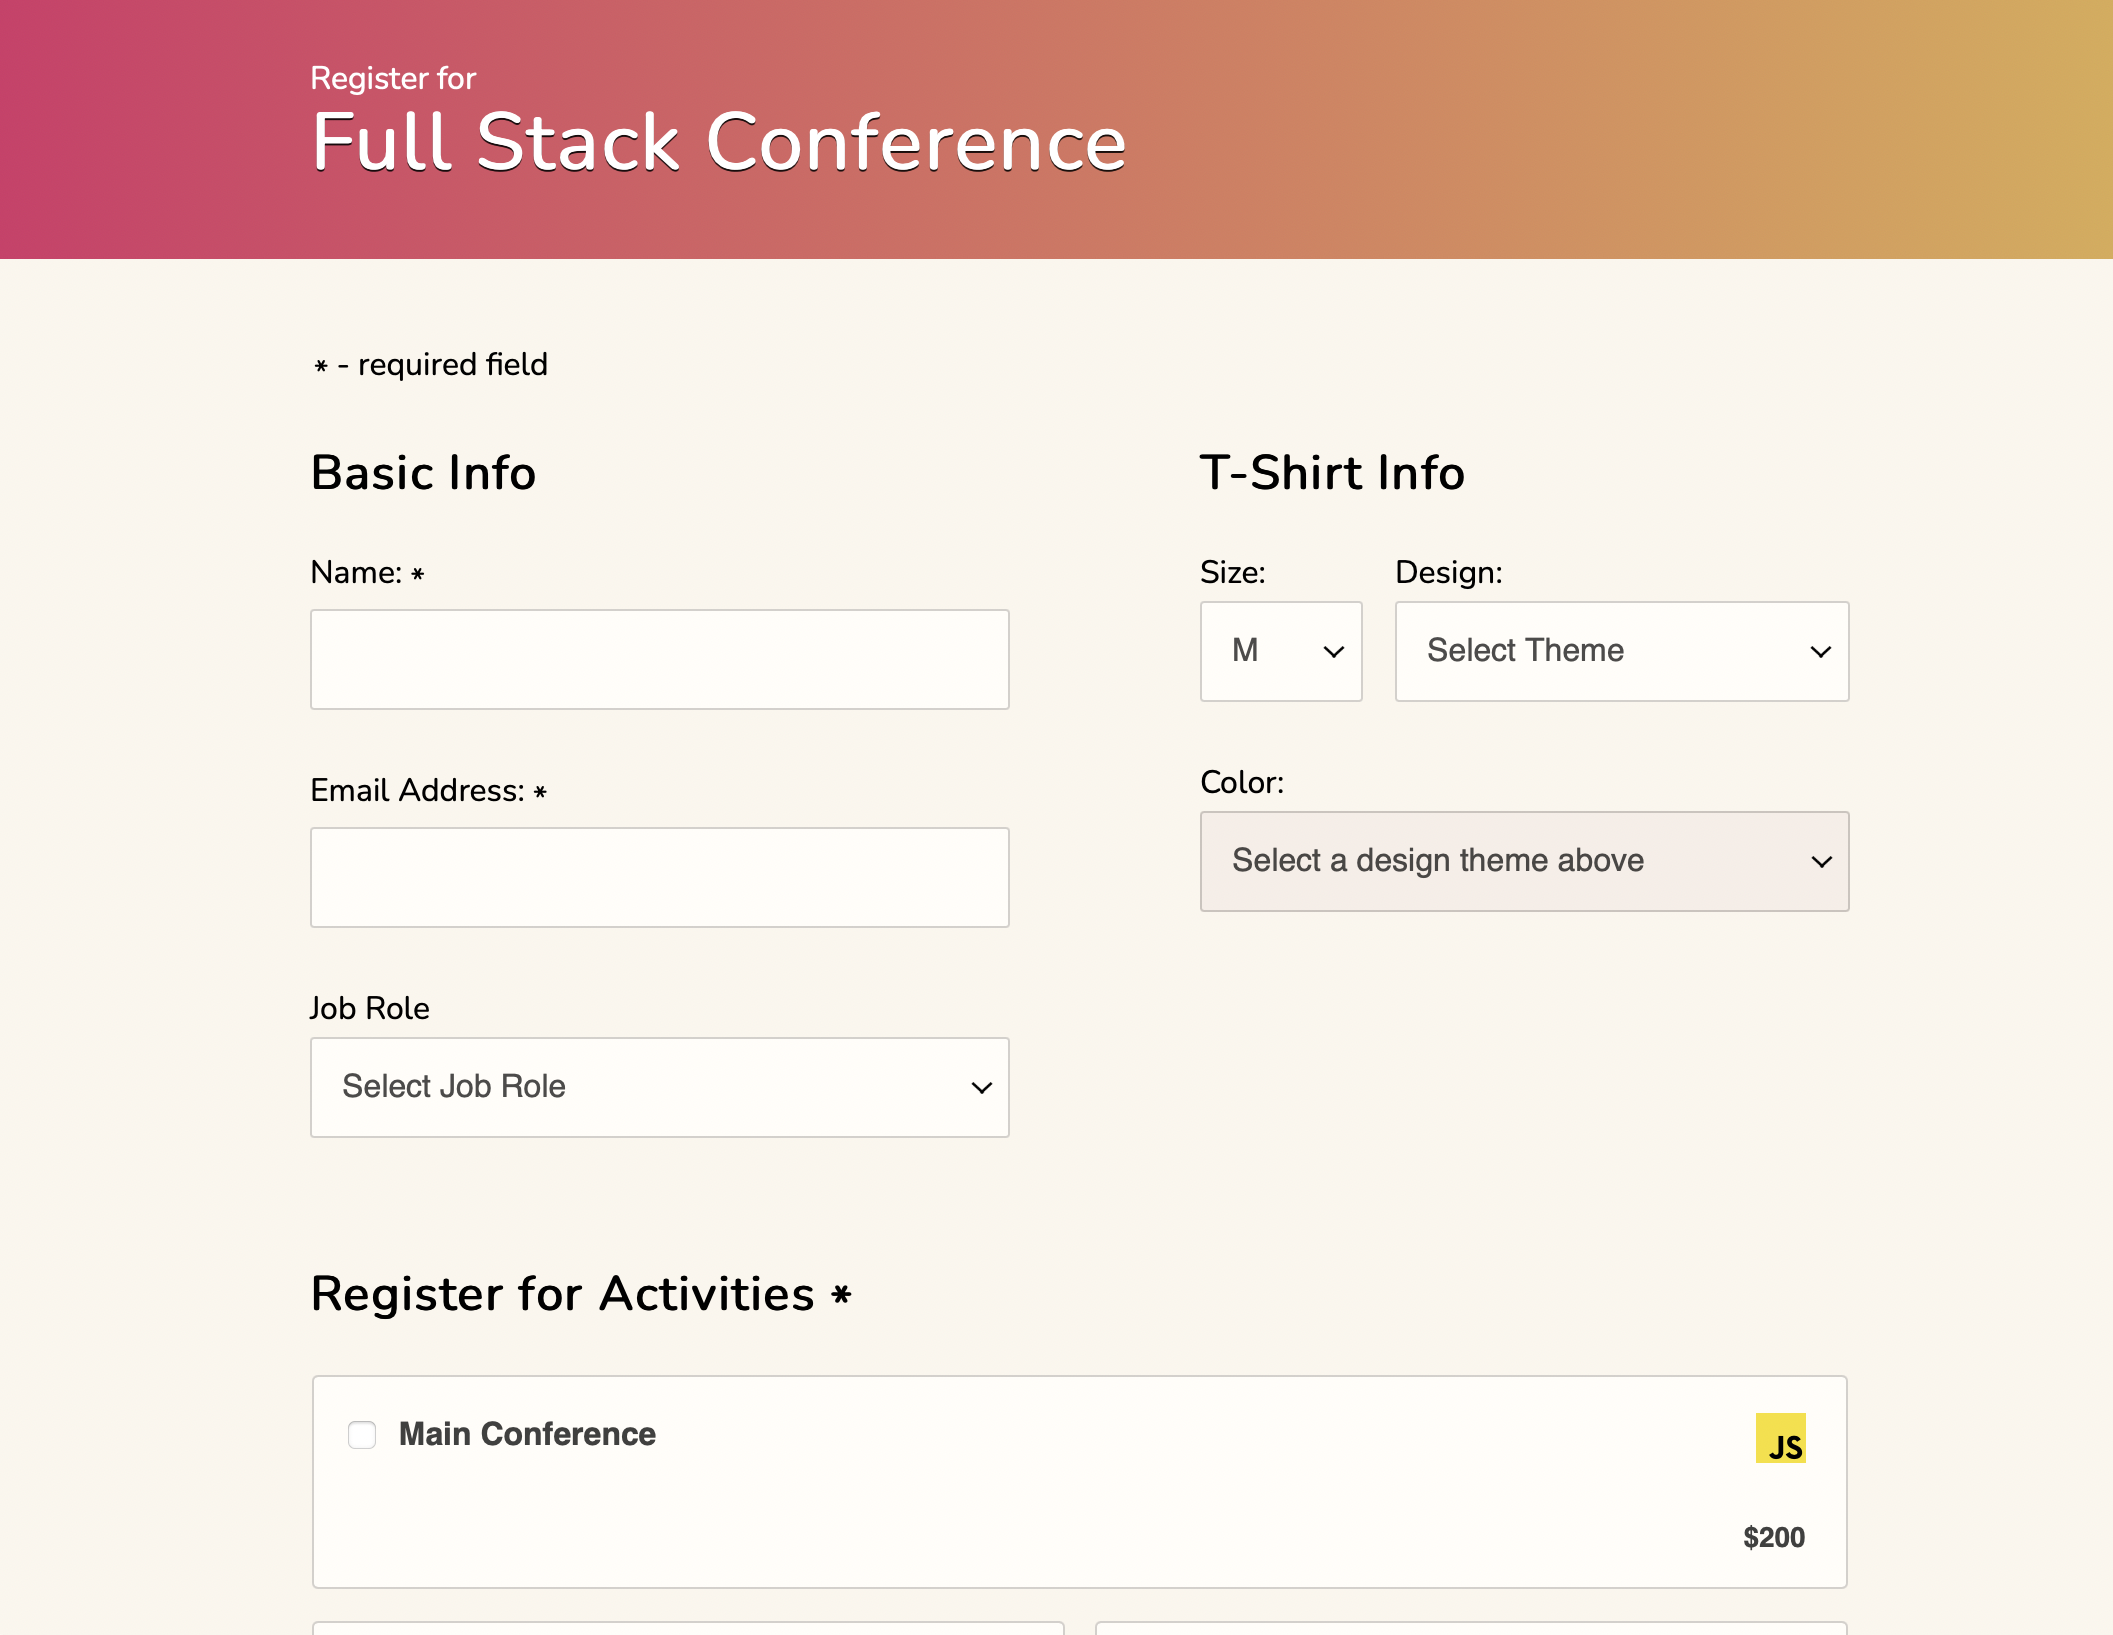 Register for
Full Stack Conference
* - required field
Basic Info
Name: *
Email Address: *
Job Role
Select Job Role
T-Shirt Info
Size:
M
Design:
Select Theme
Color:
Select a design theme above
Register for Activities *
Main Conference
JS
$200